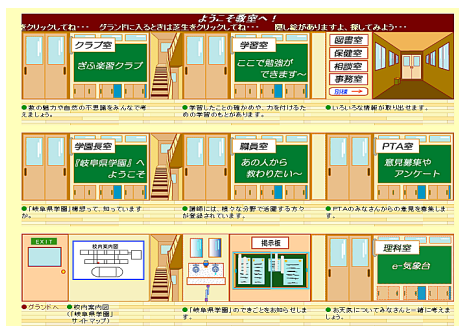 ようこそ教室へ！
をクリックしてね・・・　グランドに入るときは芝生をクリックしてね・・・　隠し絵がありますよ、探してみよう・・・
クラブ室
ぎふ楽習クラブ
学習室
ここで勉強が
できます～
図書室
保健室
相談室
事務室
別棟 →
●数の魅力や自然の不思議をみんなで考
えましょう。
●学習したことの確かめや、力を付けるた
めの学習のもとがあります。
●いろいろな情報が取り出せます。
学園長室
『岐阜県学園』へ
ようこそ
職員室
あの人から
教わりたい～
PTA室
意見募集や
アンケート
●「岐阜県学園」構想って、知っています
か。
●講師には、様々な分野で活躍する方々
が登録されています。
●PTAのみなさんからの意見を募集しま
す。
EXIT
校内案内図
掲示板
理科室
e-気象台
●グランドへ　●校内案内図
(「岐阜県学園」
サイトマップ)
●「岐阜県学園」のできごとをお知らせしま
す。
●お天気についてみなさんと一緒に考えま
しょう。